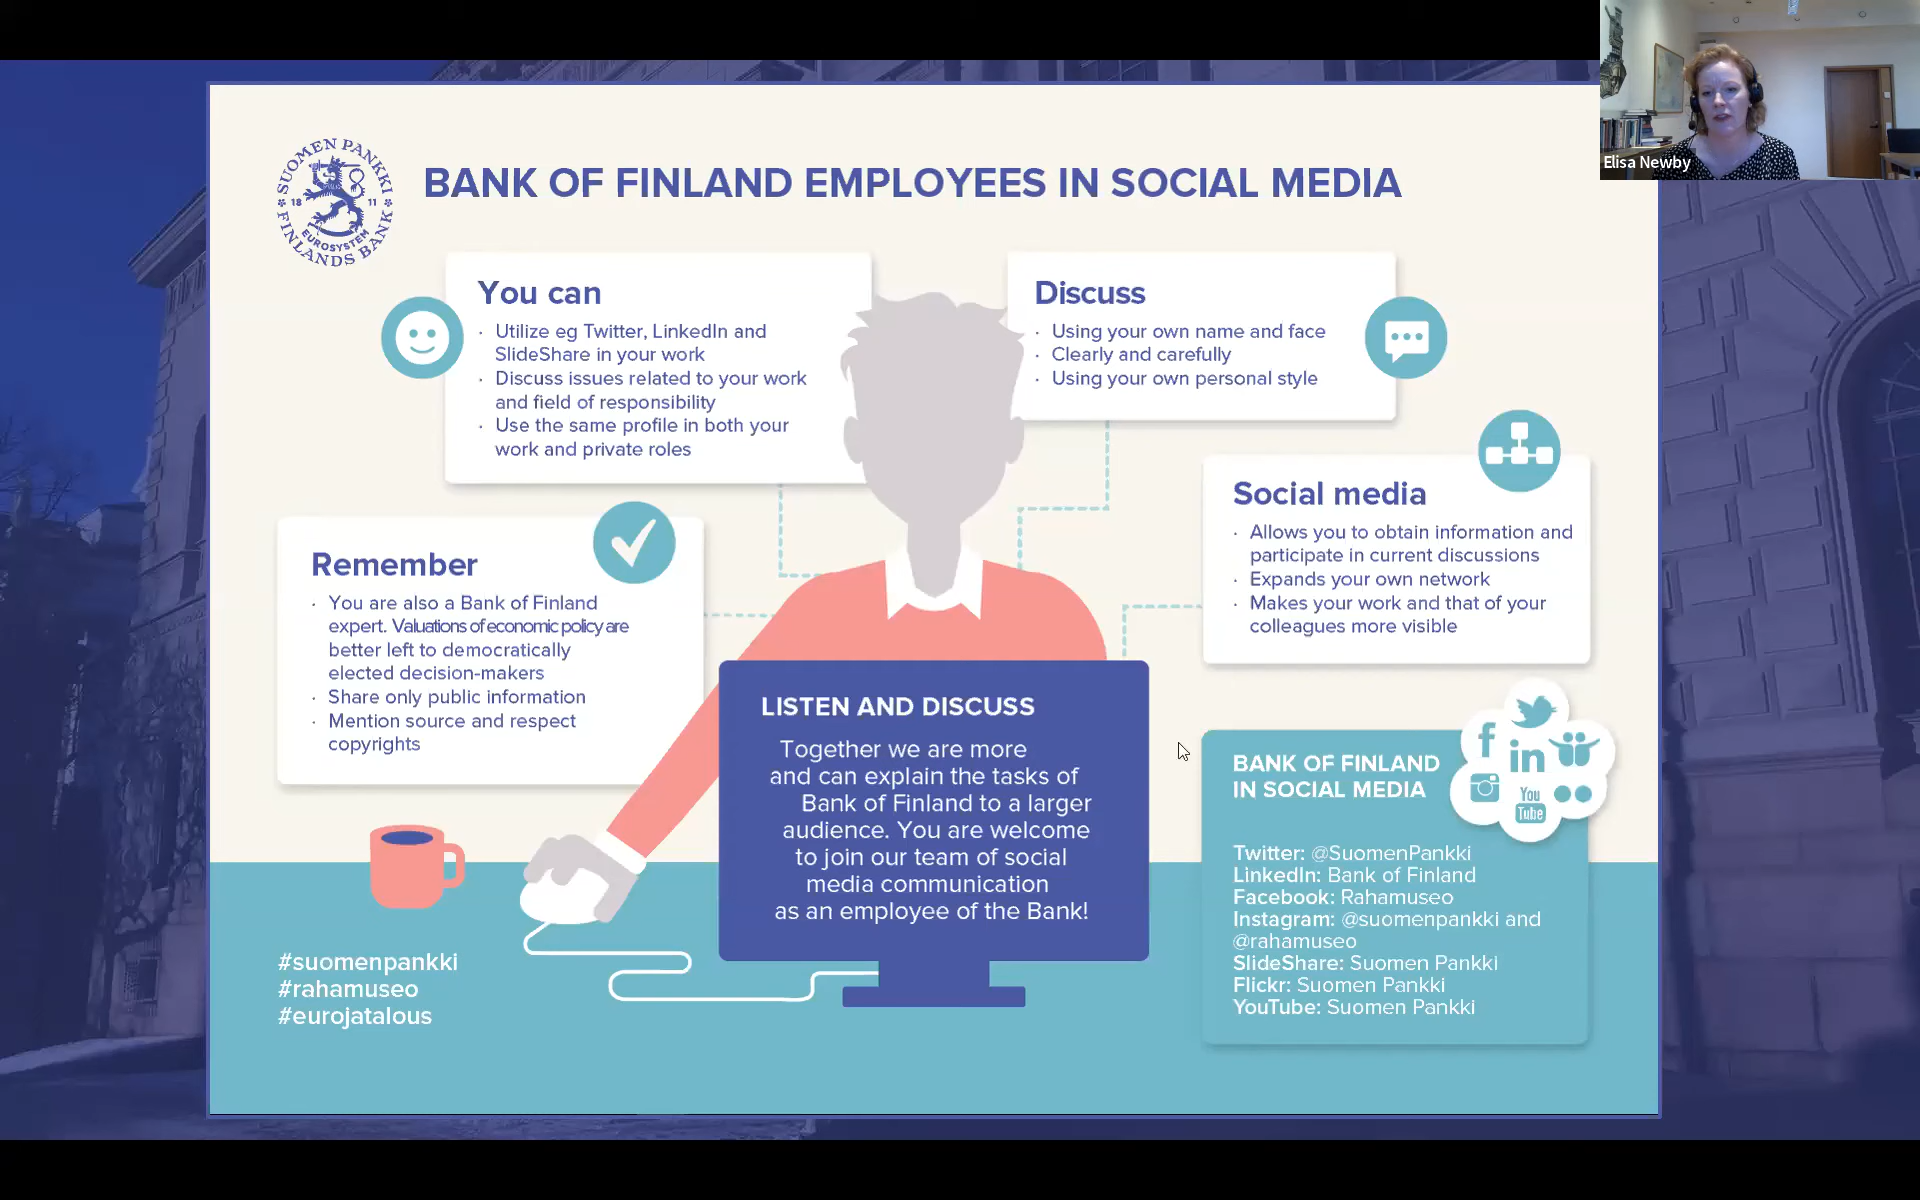 Elisa Newby
SUOMEN PANKKI
18 11
EUROSYSTEM
FINLANDS BANK
BANK OF FINLAND EMPLOYEES IN SOCIAL MEDIA
You can
· Utilize eg Twitter, LinkedIn and
SlideShare in your work
· Discuss issues related to your work
and field of responsibility
· Use the same profile in both your
work and private roles
Discuss
· Using your own name and face
· Clearly and carefully
· Using your own personal style
Remember
· You are also a Bank of Finland
expert. Valuations of economic policy are
better left to democratically
elected decision-makers
· Share only public information
· Mention source and respect
copyrights
Social media
· Allows you to obtain information and
participate in current discussions
· Expands your own network
· Makes your work and that of your
colleagues more visible
LISTEN AND DISCUSS
Together we are more
and can explain the tasks of
Bank of Finland to a larger
audience. You are welcome
to join our team of social
media communication
as an employee of the Bank!
BANK OF FINLAND
IN SOCIAL MEDIA
f
in
You
Tube
Twitter: @SuomenPankki
LinkedIn: Bank of Finland
Facebook: Rahamuseo
Instagram: @suomenpankki and
@rahamuseo
SlideShare: Suomen Pankki
Flickr: Suomen Pankki
YouTube: Suomen Pankki
#suomenpankki
#rahamuseo
#eurojatalous